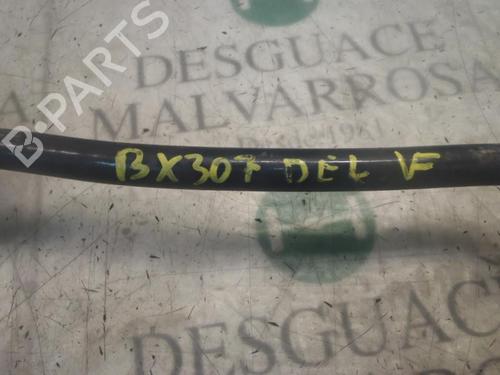 B-PARTS
DESGUACE
MALVARROSA
BX307 DEL V
DESGUACE